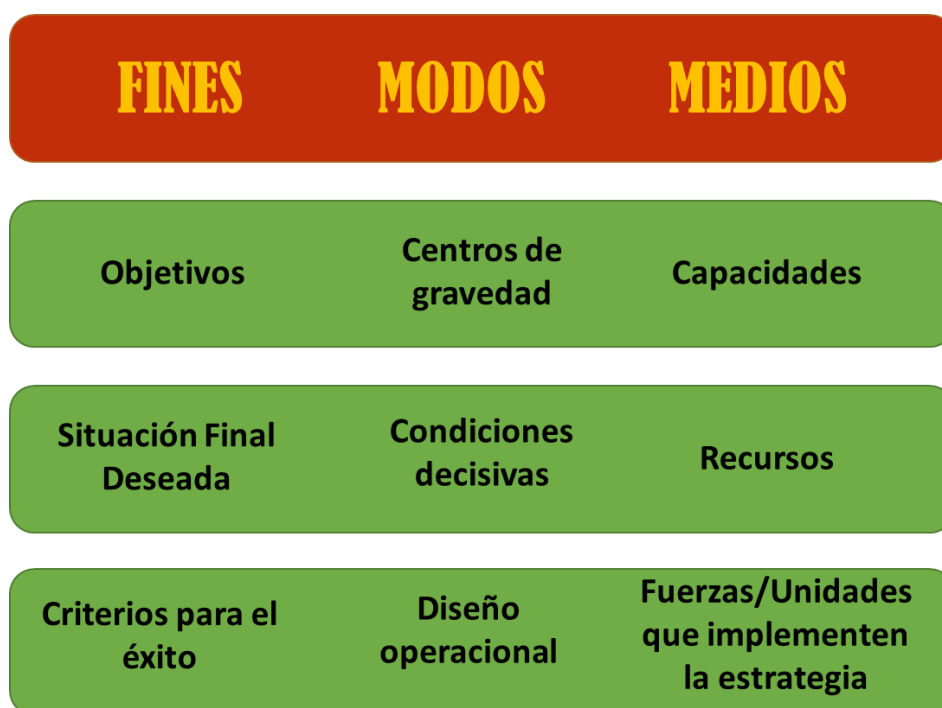 FINES MODOS MEDIOS
Objetivos
Centros de
gravedad
Capacidades
Situación Final
Deseada
Condiciones
decisivas
Recursos
Criterios para el
éxito
Diseño
operacional
Fuerzas/Unidades
que implementen
la estrategia